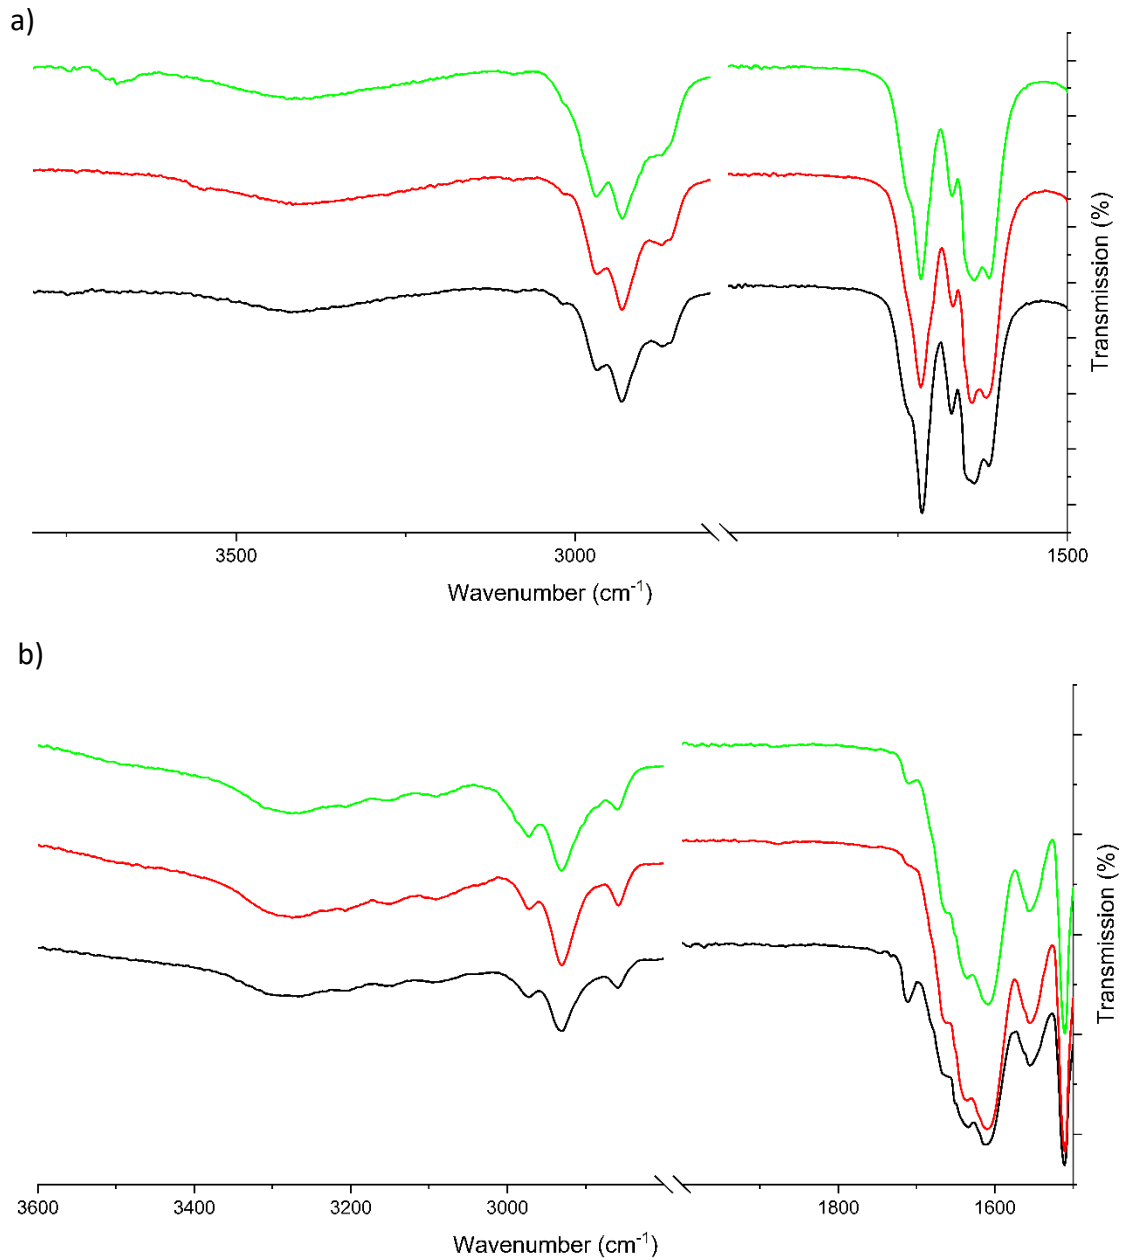 a)
Transmission (%)
3500
3000
1500
Wavenumber (cm-1)
b)
Transmission (%)
3600
3400
3200
3000
1800
1600
Wavenumber (cm-1)